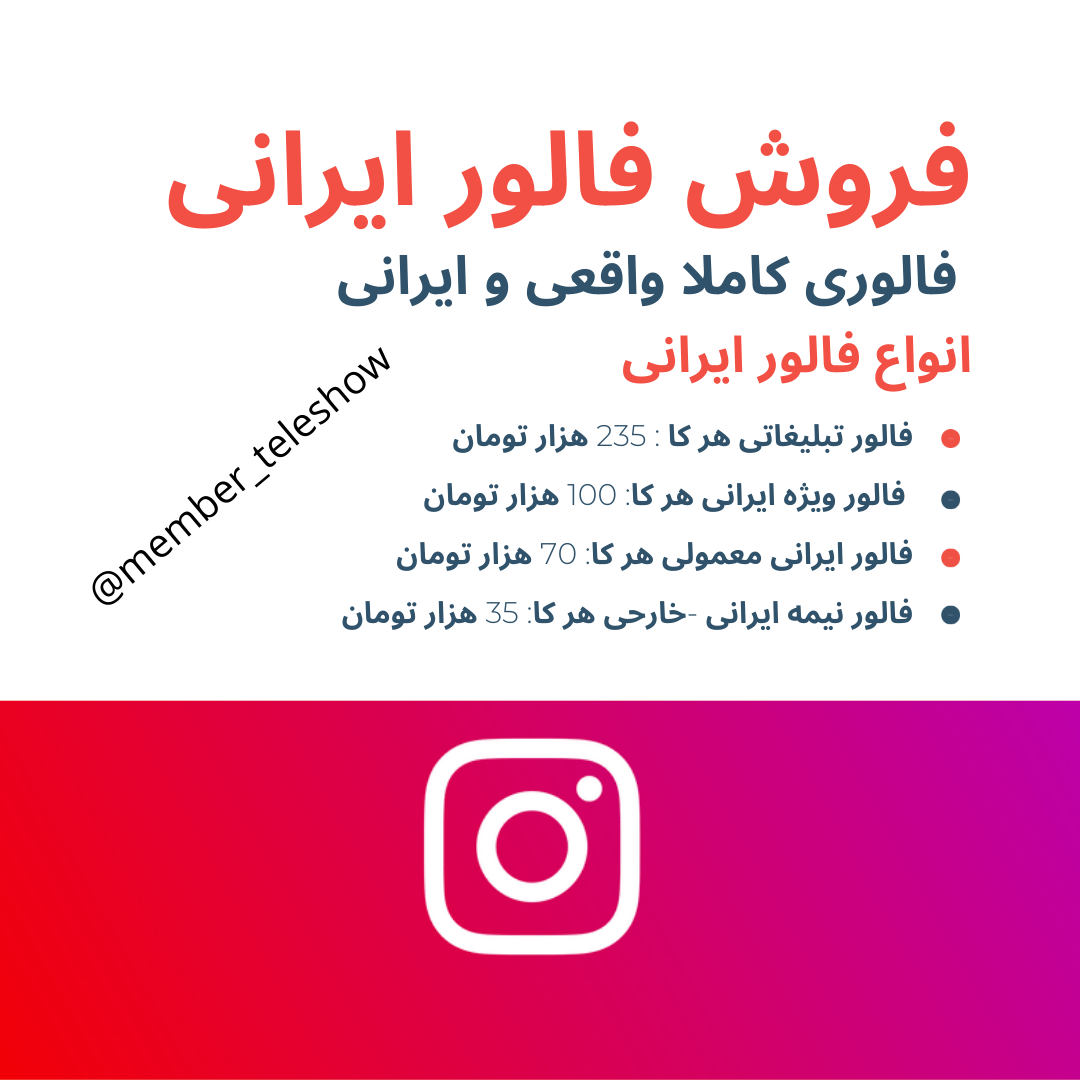 فروش فالور ایرانی
فالوری کاملا واقعی و ایرانی
انواع فالور ایرانی
فالور تبلیغاتی هر کا : 235 هزار تومان
فالور ویژه ایرانی هر کا: 100 هزار تومان
فالور ایرانی معمولی هر کا: 70 هزار تومان
فالور نیمه ایرانی -خارحی هر کا: 35 هزار تومان
@member_teleshow